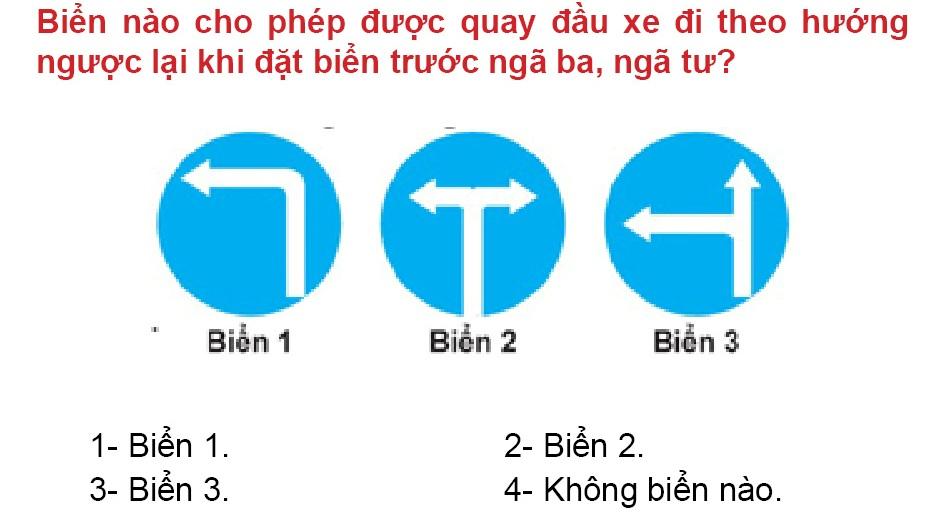 Biển nào cho phép được quay đầu xe đi theo hướng
ngược lại khi đặt biển trước ngã ba, ngã tư?
Biển 1 Biển 2 Biển 3
1- Biển 1. 2- Biển 2.
3- Biển 3. 4- Không biển nào.